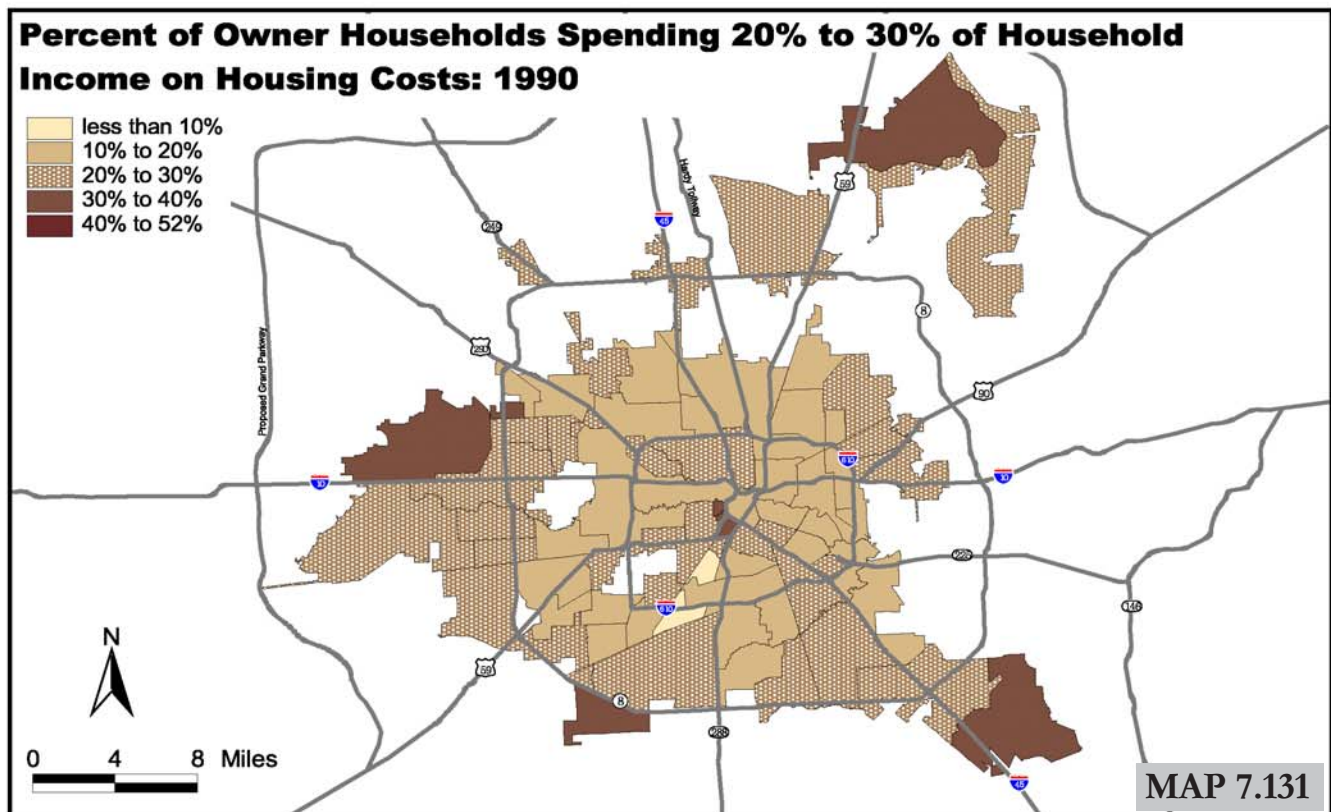 Percent of Owner Households Spending 20% to 30% of Household
Income on Housing Costs: 1990
less than 10%
10% to 20%
20% to 30%
30% to 40%
40% to 52%
59
Hardy Tollway
45
249
8
290
90
Proposed Grand Parkway
610
10
10
225
146
610
N
59
8
288
0 4 8 Miles
45
MAP 7.131